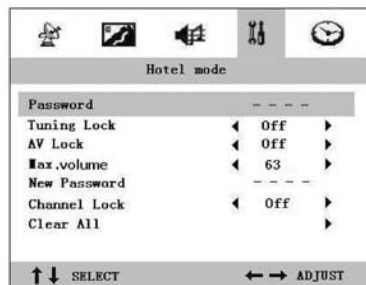 Hotel mode
Password - - - -
Tuning Lock Off
AV Lock Off
Max.volume 63
New Password - - - -
Channel Lock Off
Clear All
SELECT ADJUST